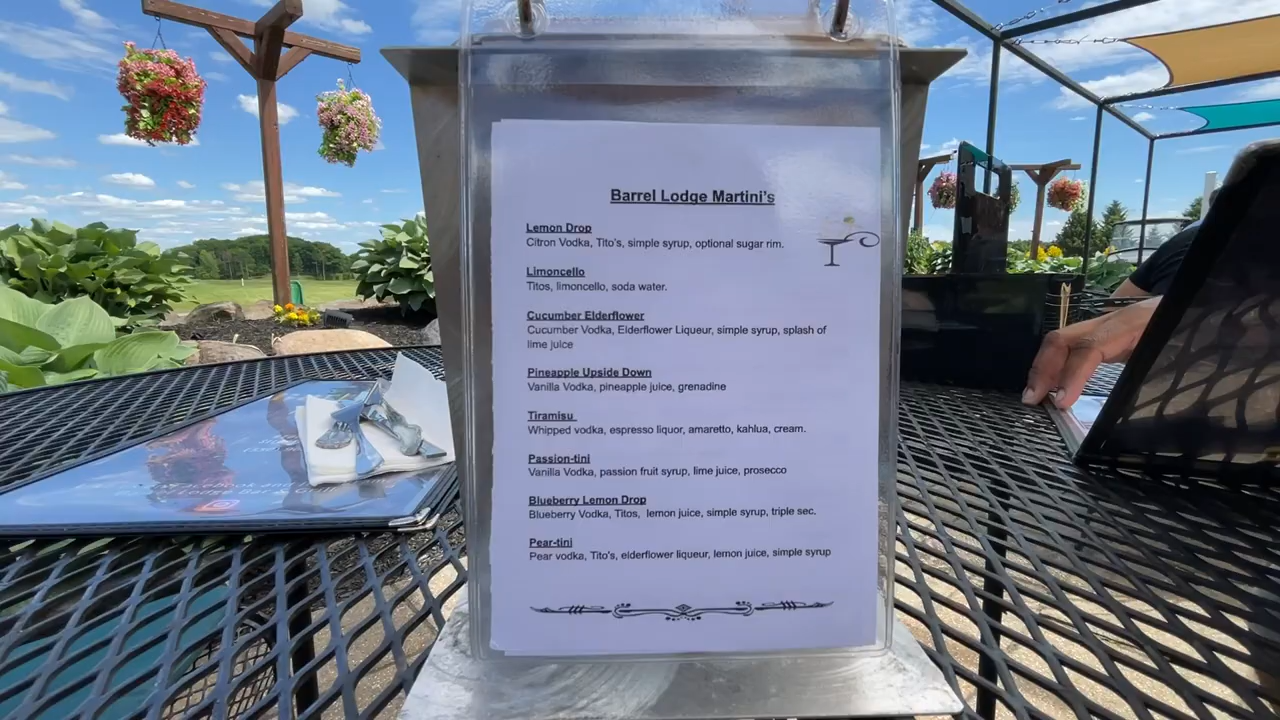 Barrel Lodge Martini's
Lemon Drop
Citron Vodka, Tito's, simple syrup, optional sugar rim.
Limoncello
Titos, limoncello, soda water.
Cucumber Elderflower
Cucumber Vodka, Elderflower Liqueur, simple syrup, splash of
lime juice
Pineapple Upside Down
Vanilla Vodka, pineapple juice, grenadine
Tiramisu
Whipped vodka, espresso liquor, amaretto, kahlua, cream.
Passion-tini
Vanilla Vodka, passion fruit syrup, lime juice, prosecco
Blueberry Lemon Drop
Blueberry Vodka, Titos, lemon juice, simple syrup, triple sec.
Pear-tini
Pear vodka, Tito's, elderflower liqueur, lemon juice, simple syrup